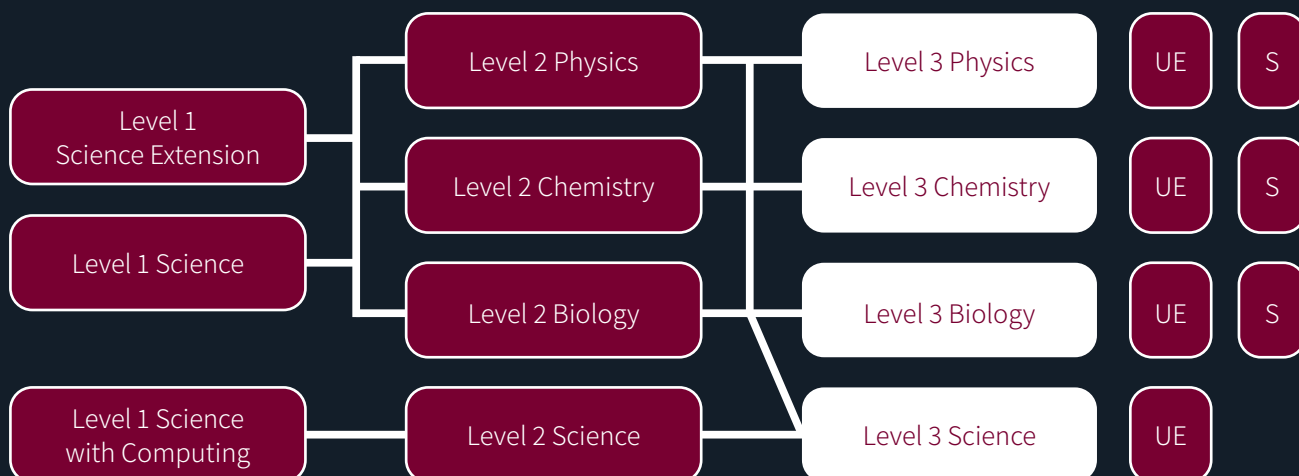 Level 2 Physics
Level 3 Physics
UE
S
Level 1
Science Extension
Level 2 Chemistry
Level 3 Chemistry
UE
S
Level 1 Science
Level 2 Biology
Level 3 Biology
UE
S
Level 1 Science
with Computing
Level 2 Science
Level 3 Science
UE